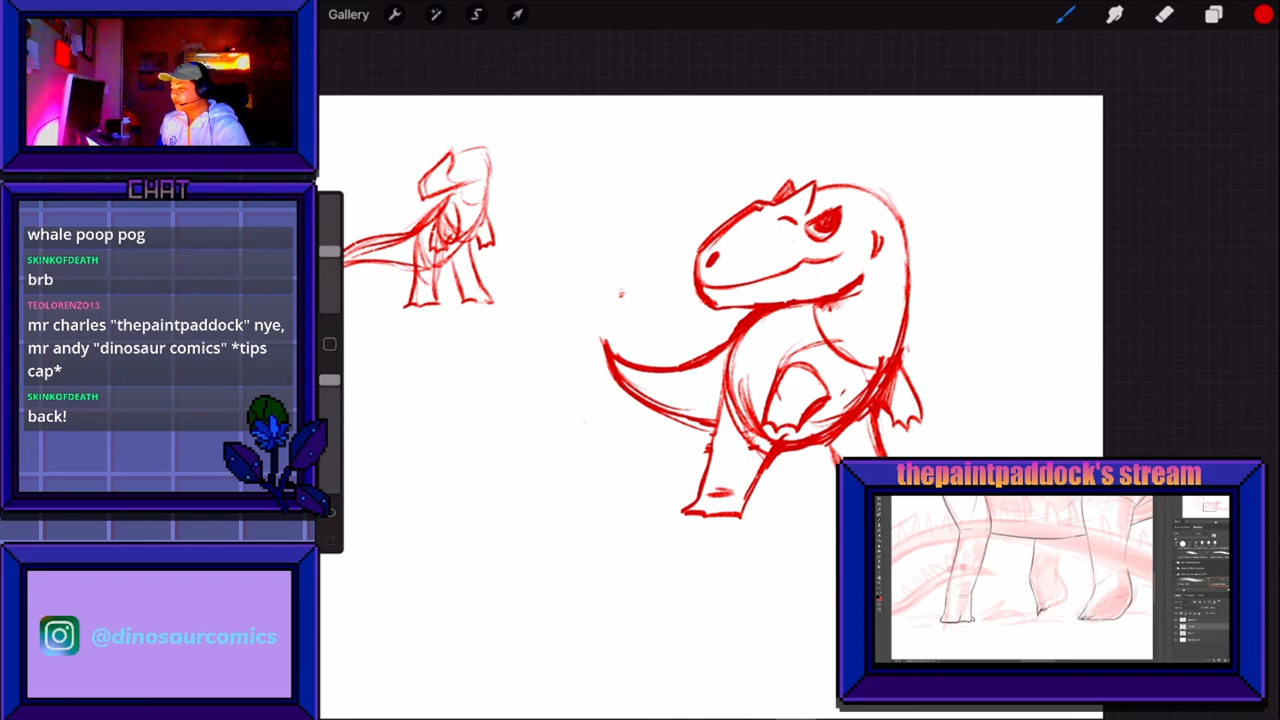 Gallery
CHAT
whale poop pog
SKINKOFDEATH
brb
TEOLORENZO13
mr charles "thepaintpaddock" nye,
mr andy "dinosaur comics" *tips
cap*
SKINKOFDEATH
back!
thepaintpaddock's stream
@dinosaurcomics